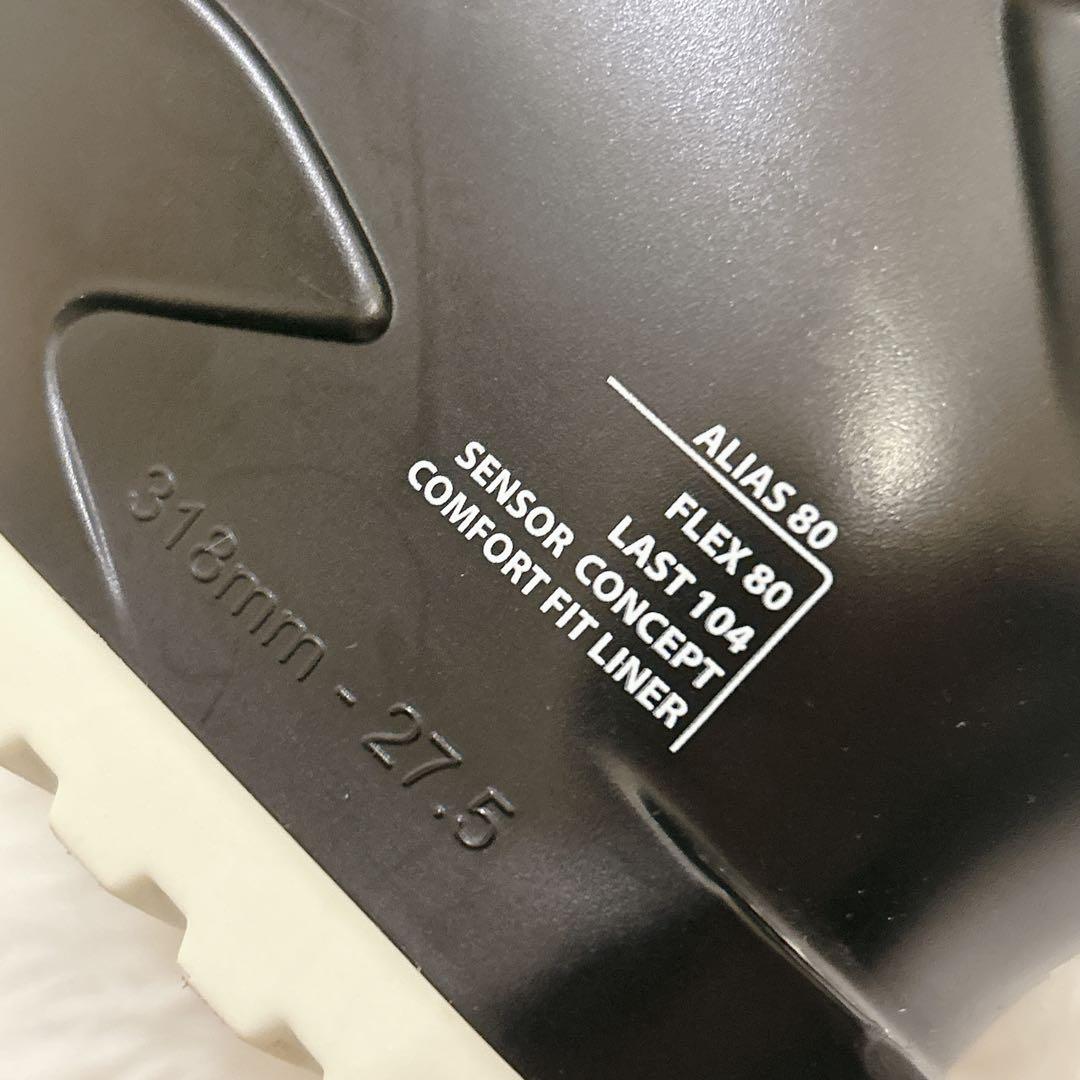 ALIAS 80
FLEX 80
LAST 104
SENSOR CONCEPT
COMFORT FIT LINER
318mm - 27.5